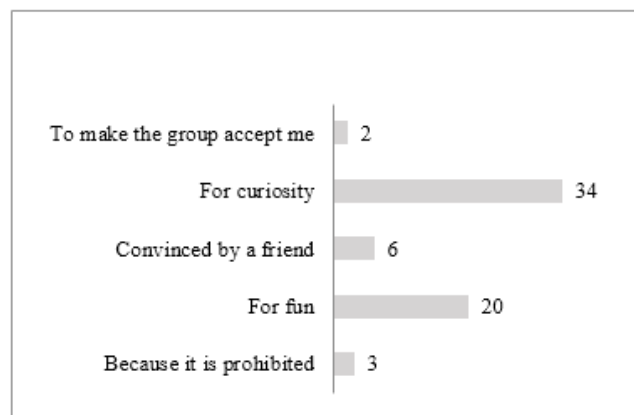 To make the group accept me 2
For curiosity 34
Convinced by a friend 6
For fun 20
Because it is prohibited 3